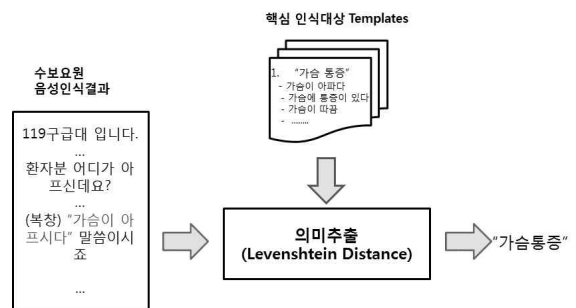 핵심 인식대상 Templates
1. "가슴 통증"
- 가슴이 아파다
- 가슴에 통증이 있다
- 가슴이 따끔
- ........
수보요원
음성인식결과
119구급대 입니다.
...
환자분 어디가 아
프신데요?
...
(복창) "가슴이 아
프시다" 말씀이시
죠
...
의미추출
(Levenshtein Distance)
"가슴통증"